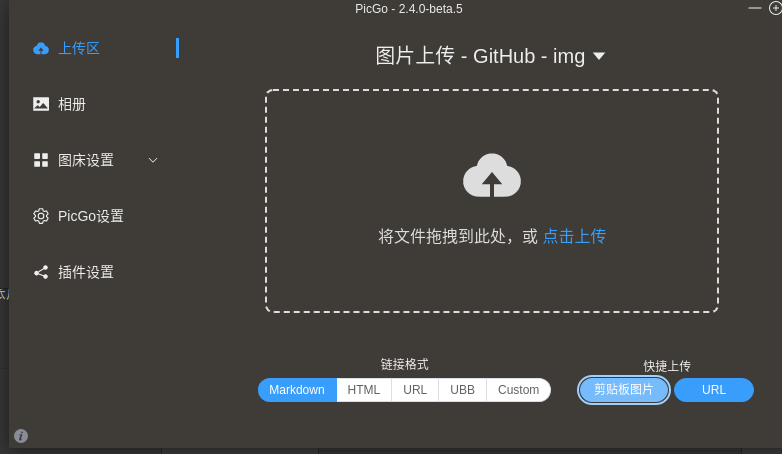 PicGo - 2.4.0-beta.5
上传区
相册
图床设置
PicGo设置
插件设置
图片上传 - GitHub - img
将文件拖拽到此处，或 点击上传
链接格式
Markdown HTML URL UBB Custom
快捷上传
剪贴板图片 URL